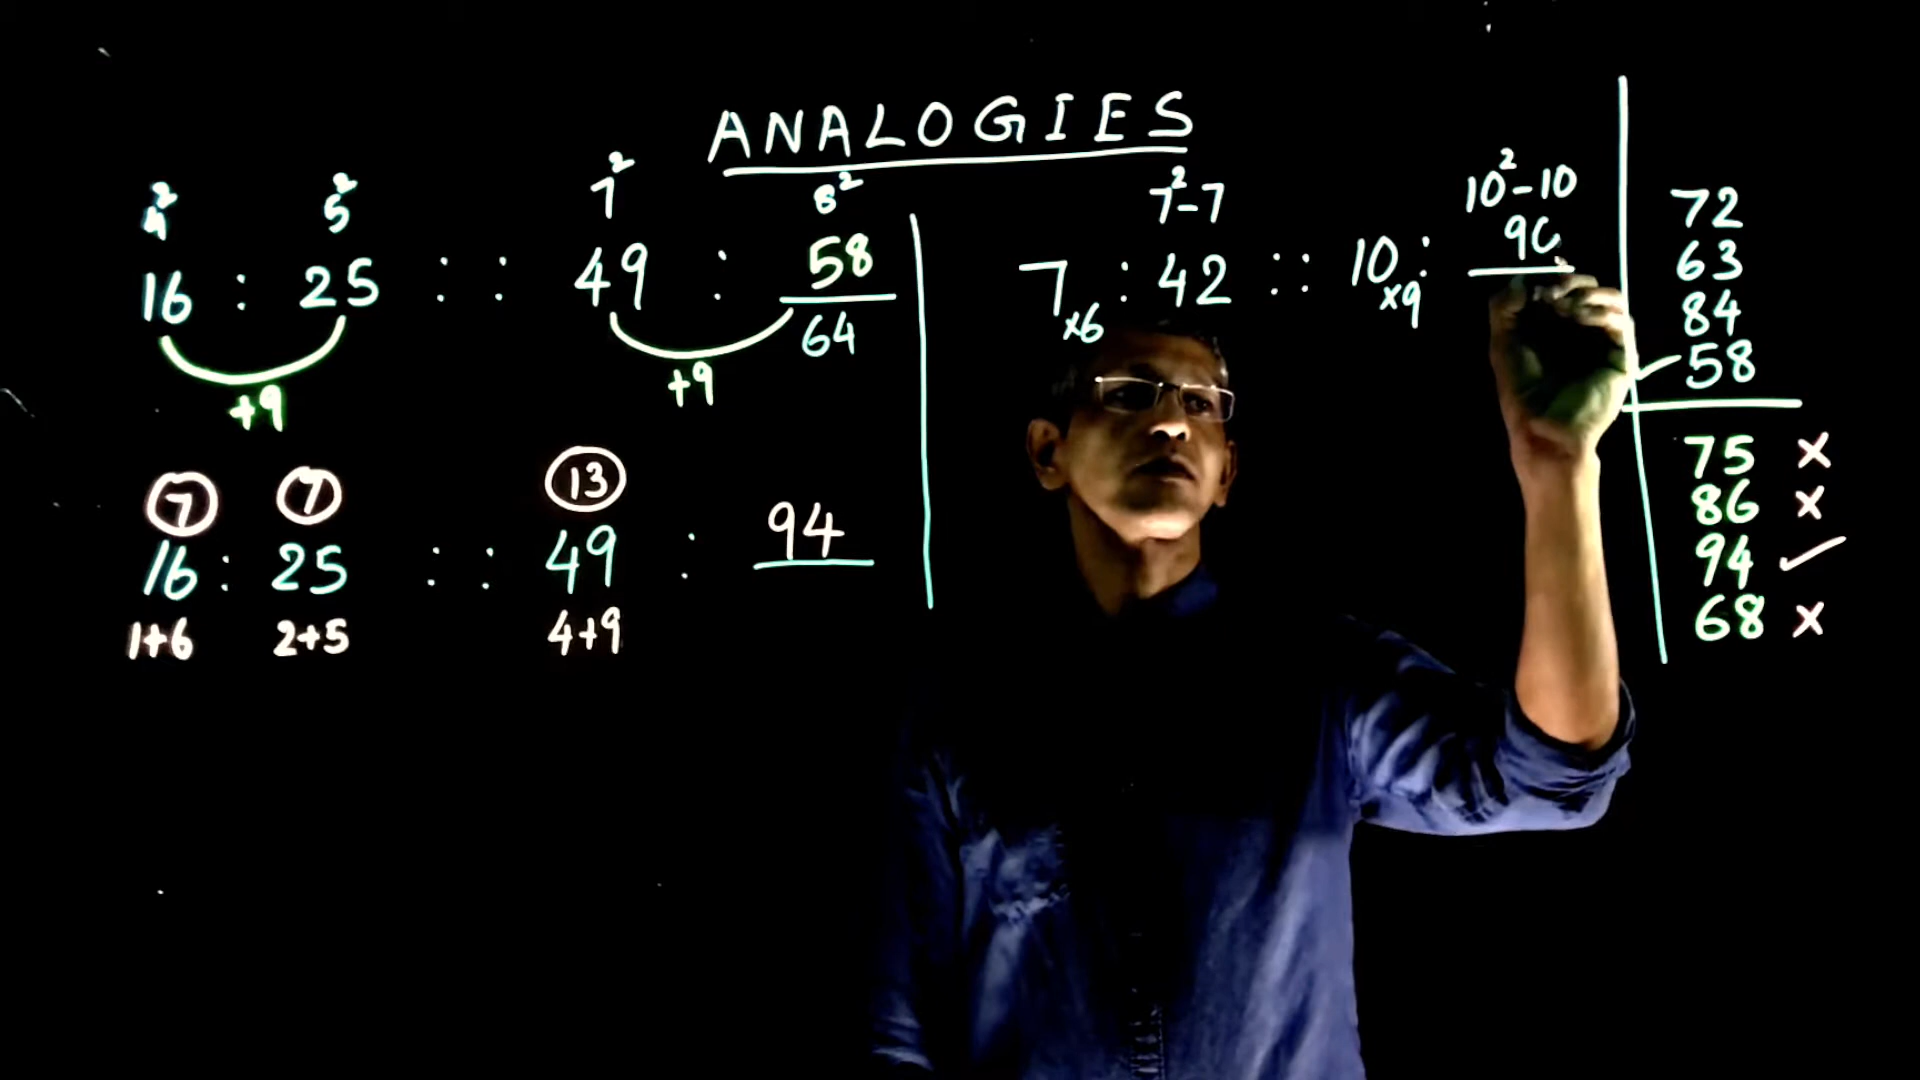 ANALOGIES
4² 5² 7² 8²
16 : 25 :: 49 : 58
64
+9 +9
7 7 13
16 : 25 :: 49 : 94
1+6 2+5 4+9
7²-7 10²-10
7 : 42 :: 10 : 90
×6 ×9
72
63
84
✓ 58
75 ×
86 ×
94 ✓
68 ×